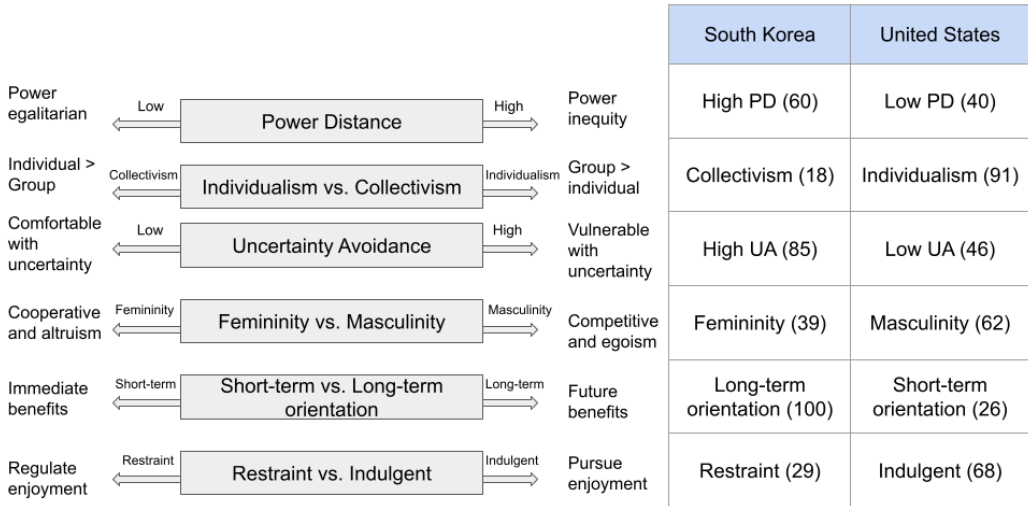 South Korea United States
Power
egalitarian
Low
Power Distance
High
Power
inequity
High PD (60) Low PD (40)
Individual >
Group
Collectivism
Individualism vs. Collectivism
Individualism
Group >
individual
Collectivism (18) Individualism (91)
Comfortable
with
uncertainty
Low
Uncertainty Avoidance
High
Vulnerable
with
uncertainty
High UA (85) Low UA (46)
Cooperative
and altruism
Femininity
Femininity vs. Masculinity
Masculinity
Competitive
and egoism
Femininity (39) Masculinity (62)
Immediate
benefits
Short-term
Short-term vs. Long-term
orientation
Long-term
Future
benefits
Long-term
orientation (100)
Short-term
orientation (26)
Regulate
enjoyment
Restraint
Restraint vs. Indulgent
Indulgent
Pursue
enjoyment
Restraint (29) Indulgent (68)